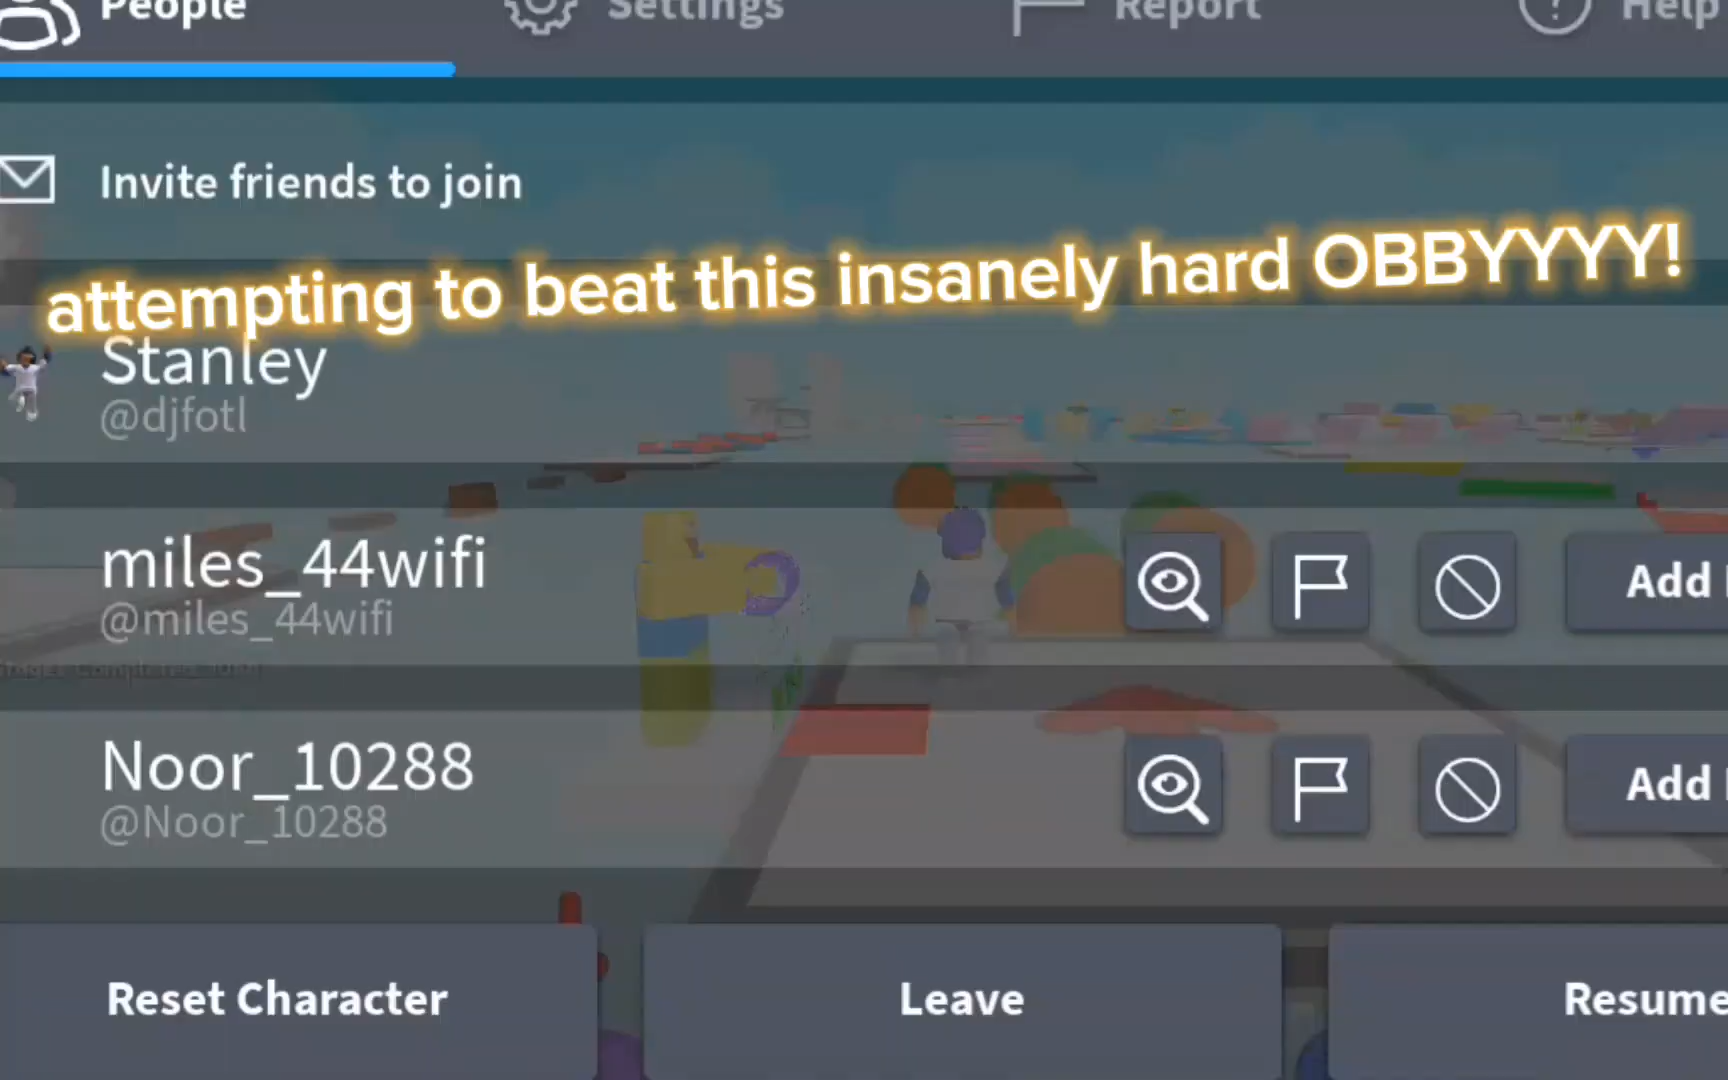 People Settings Report Help
Invite friends to join
attempting to beat this insanely hard OBBYYYY!
Stanley
@djfotl
miles_44wifi
@miles_44wifi
Add
Noor_10288
@Noor_10288
Add
Reset Character Leave Resume